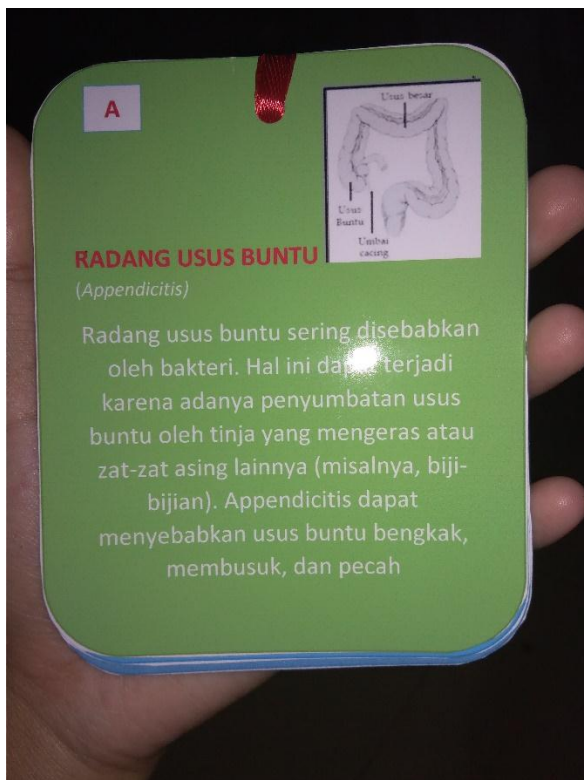 A
Usus besar
Usus
Buntu
Umbai
cacing
RADANG USUS BUNTU
(Appendicitis)
Radang usus buntu sering disebabkan
oleh bakteri. Hal ini dapat terjadi
karena adanya penyumbatan usus
buntu oleh tinja yang mengeras atau
zat-zat asing lainnya (misalnya, biji-
bijian). Appendicitis dapat
menyebabkan usus buntu bengkak,
membusuk, dan pecah